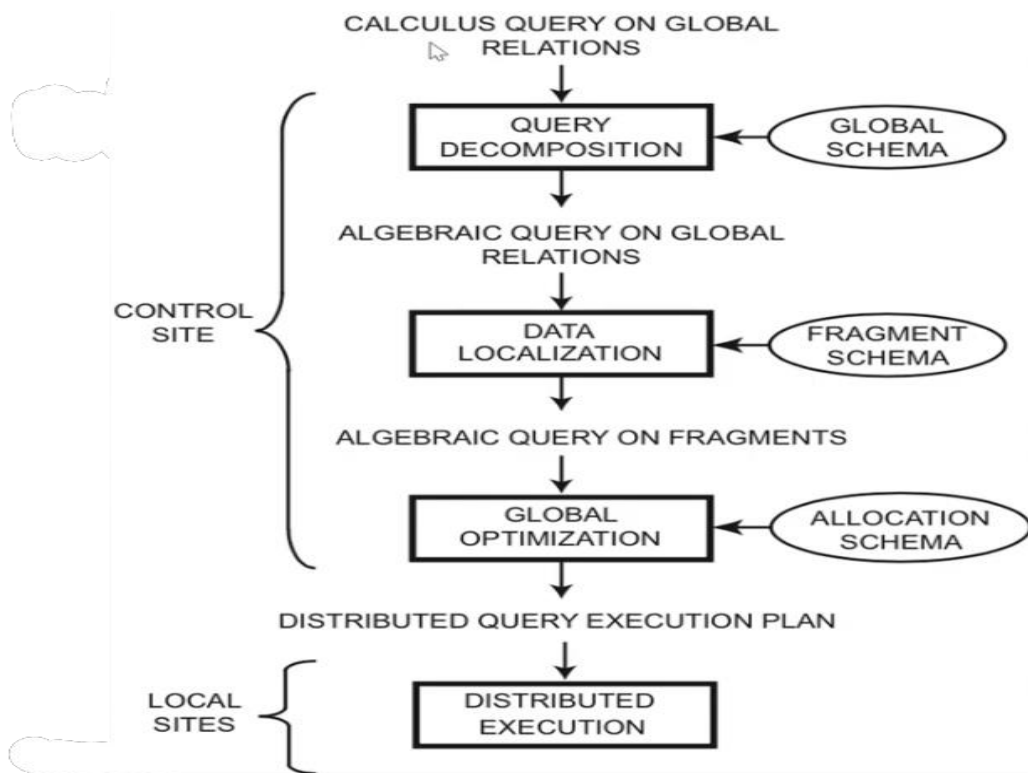 CALCULUS QUERY ON GLOBAL
RELATIONS
QUERY
DECOMPOSITION
GLOBAL
SCHEMA
ALGEBRAIC QUERY ON GLOBAL
RELATIONS
CONTROL
SITE
DATA
LOCALIZATION
FRAGMENT
SCHEMA
ALGEBRAIC QUERY ON FRAGMENTS
GLOBAL
OPTIMIZATION
ALLOCATION
SCHEMA
DISTRIBUTED QUERY EXECUTION PLAN
LOCAL
SITES
DISTRIBUTED
EXECUTION